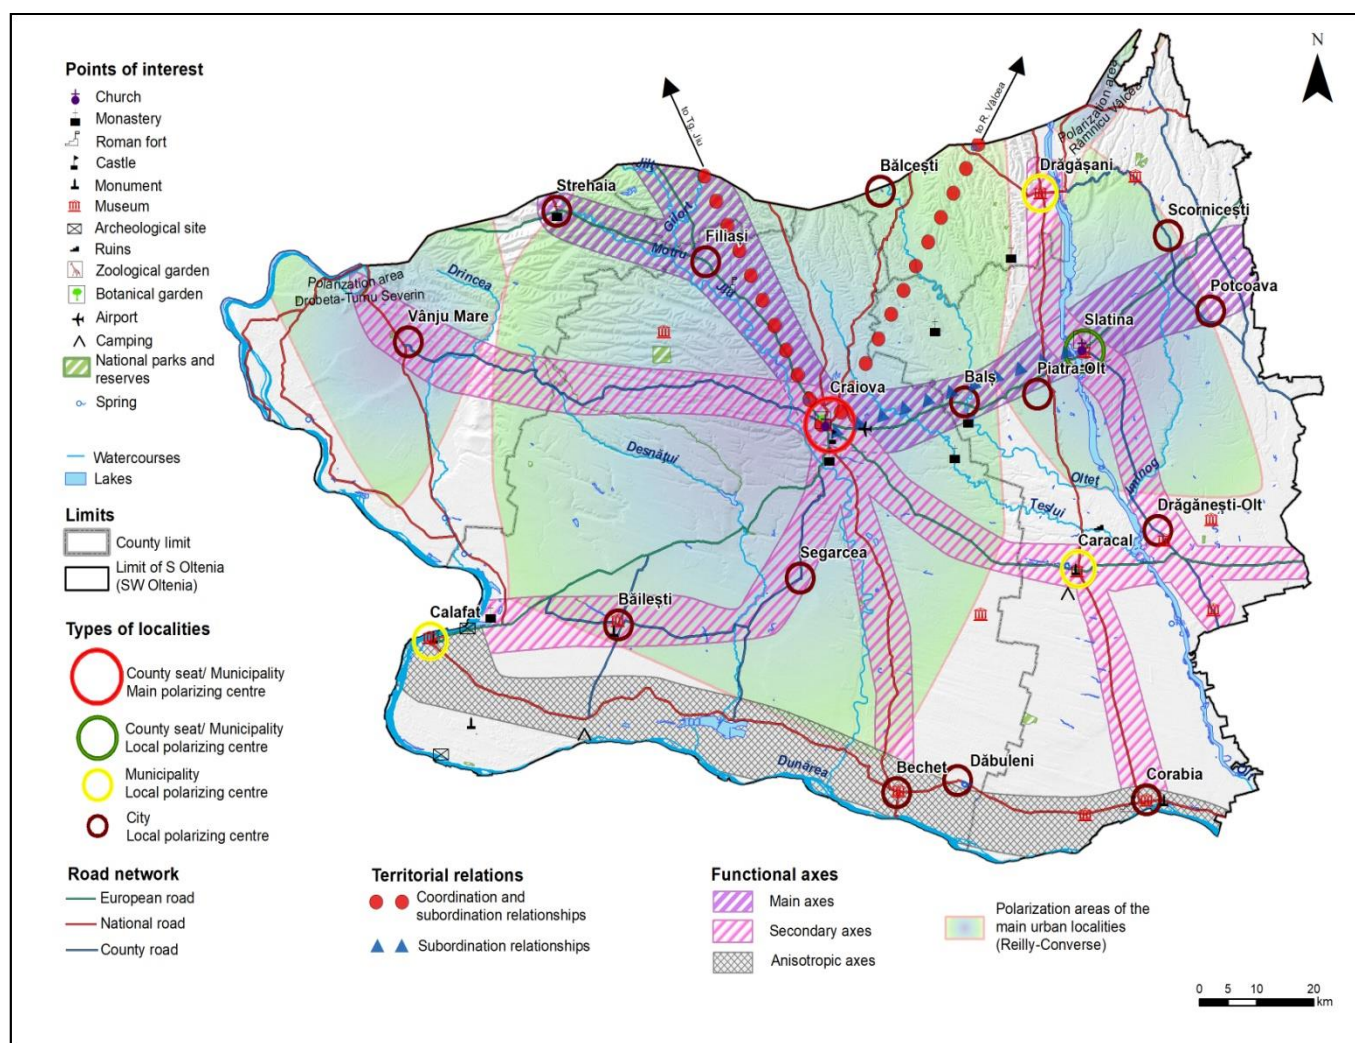 N
Points of interest
Church
Monastery
Roman fort
Castle
Monument
Museum
Archeological site
Ruins
Zoological garden
Botanical garden
Airport
Camping
National parks and
reserves
Spring
Watercourses
Lakes
Limits
County limit
Limit of S Oltenia
(SW Oltenia)
Types of localities
County seat/ Municipality
Main polarizing centre
County seat/ Municipality
Local polarizing centre
Municipality
Local polarizing centre
City
Local polarizing centre
to Tg. Jiu
to R. Vâlcea
Polarization area
Râmnicu Vâlcea
Bălcești
Drăgășani
Strehaia
Jilț
Gilort
Scornicești
Filiași
Motru
Jiu
Polarization area
Drobeta-Turnu Severin
Drincea
Potcoava
Vânju Mare
Slatina
Craiova
Balș
Piatra-Olt
Desnățui
Olteț
Iminog
Teslui
Drăgănești-Olt
Segarcea
Caracal
Calafat
Băilești
Dunărea
Bechet
Dăbuleni
Corabia
Olt
Road network
European road
National road
County road
Territorial relations
Coordination and
subordination relationships
Subordination relationships
Functional axes
Main axes
Secondary axes
Anisotropic axes
Polarization areas of the
main urban localities
(Reilly-Converse)
0 5 10 20
km